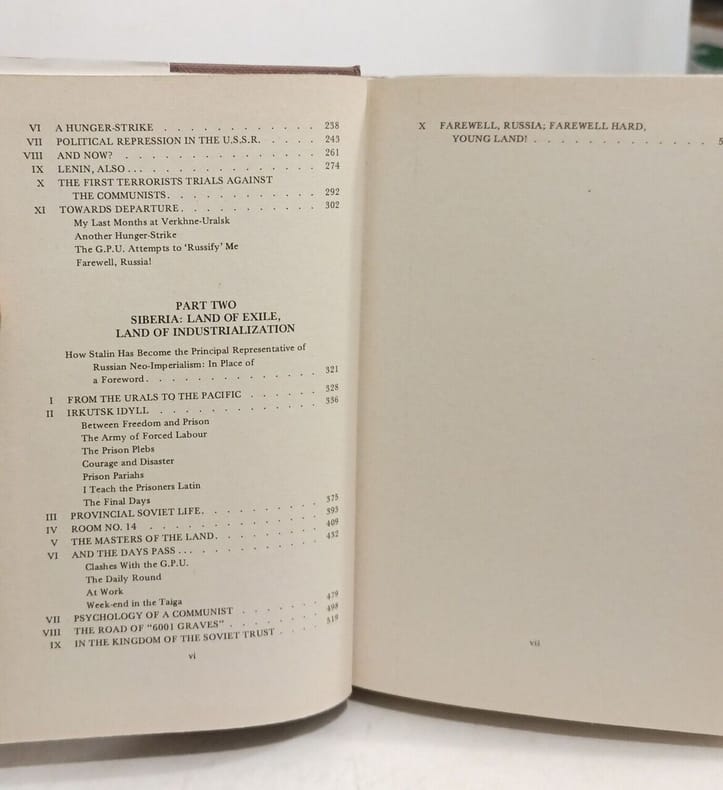 VI A HUNGER-STRIKE . . . . . . . . . . . . 238
VII POLITICAL REPRESSION IN THE U.S.S.R. . . . . . 243
VIII AND NOW? . . . . . . . . . . . . . . 261
IX LENIN, ALSO . . . . . . . . . . . . . . 274
X THE FIRST TERRORISTS TRIALS AGAINST
THE COMMUNISTS . . . . . . . . . . . 292
XI TOWARDS DEPARTURE . . . . . . . . . . . 302
My Last Months at Verkhne-Uralsk
Another Hunger-Strike
The G.P.U. Attempts to ‘Russify’ Me
Farewell, Russia!
PART TWO
SIBERIA: LAND OF EXILE,
LAND OF INDUSTRIALIZATION
How Stalin Has Become the Principal Representative of
Russian Neo-Imperialism: In Place of
a Foreword . . . . . . . . . . . . . 321
I FROM THE URALS TO THE PACIFIC . . . . . . 328
II IRKUTSK IDYLL . . . . . . . . . . . . 336
Between Freedom and Prison
The Army of Forced Labour
The Prison Plebs
Courage and Disaster
Prison Pariahs
I Teach the Prisoners Latin
The Final Days
III PROVINCIAL SOVIET LIFE . . . . . . . . . 375
IV ROOM NO. 14 . . . . . . . . . . . . 393
V THE MASTERS OF THE LAND . . . . . . . . 409
VI AND THE DAYS PASS . . . . . . . . . . . 432
Clashes With the G.P.U.
The Daily Round
At Work
Week-end in the Taiga
VII PSYCHOLOGY OF A COMMUNIST . . . . . . . 479
VIII THE ROAD OF "6001 GRAVES" . . . . . . . 498
IX IN THE KINGDOM OF THE SOVIET TRUST . . . . 519
vi
X FAREWELL, RUSSIA; FAREWELL HARD,
YOUNG LAND! . . . . . . . . . . . . . 5
vii